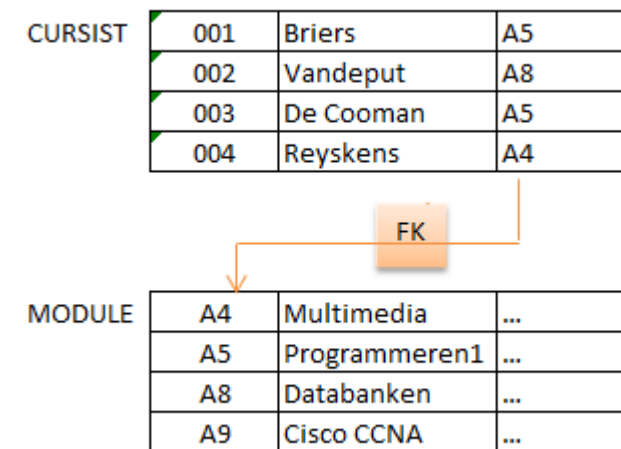 CURSIST 001 Briers A5
002 Vandeput A8
003 De Cooman A5
004 Reyskens A4
FK
MODULE A4 Multimedia ...
A5 Programmeren1 ...
A8 Databanken ...
A9 Cisco CCNA ...